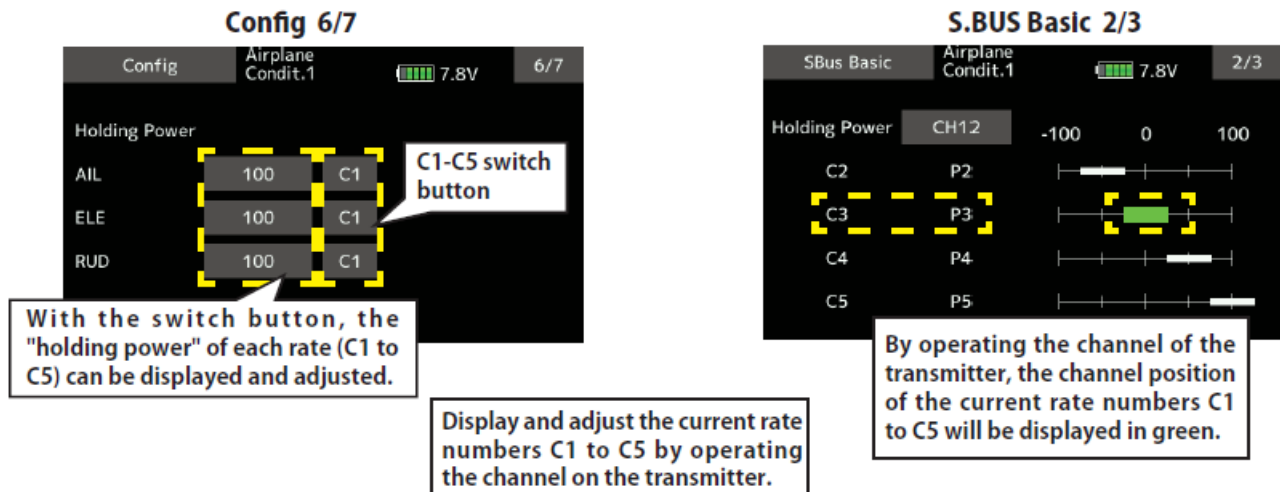 Config 6/7
Config
Airplane
Condit.1
7.8V
6/7
Holding Power
AIL 100 C1
ELE 100 C1
RUD 100 C1
C1-C5 switch
button
With the switch button, the
"holding power" of each rate (C1 to
C5) can be displayed and adjusted.
S.BUS Basic 2/3
SBus Basic
Airplane
Condit.1
7.8V
2/3
Holding Power CH12 -100 0 100
C2 P2
C3 P3
C4 P4
C5 P5
By operating the channel of the
transmitter, the channel position
of the current rate numbers C1
to C5 will be displayed in green.
Display and adjust the current rate
numbers C1 to C5 by operating
the channel on the transmitter.